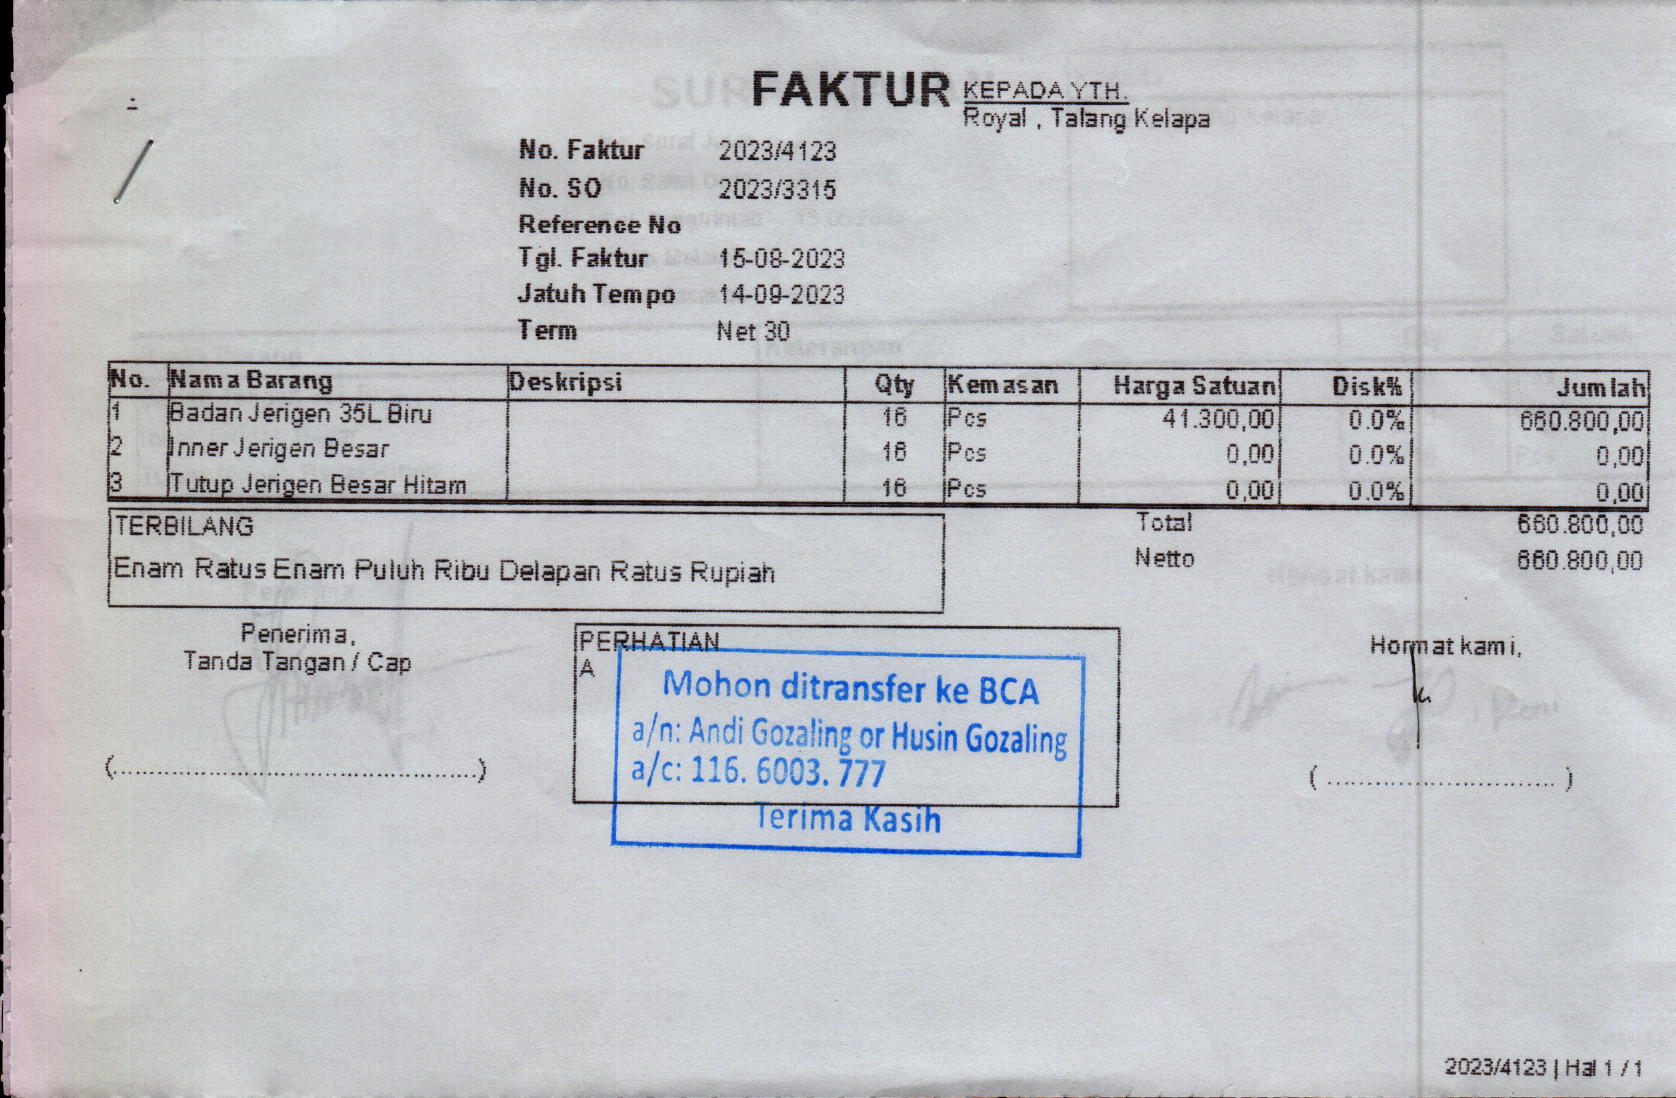 FAKTUR
KEPADA YTH.
Royal , Talang Kelapa
No. Faktur 2023/4123
No. SO 2023/3315
Reference No
Tgl. Faktur 15-08-2023
Jatuh Tempo 14-09-2023
Term Net 30
No. Nama Barang Deskripsi Qty Kemasan Harga Satuan Disk% Jumlah
1 Badan Jerigen 35L Biru 16 Pcs 41.300,00 0.0% 660.800,00
2 Inner Jerigen Besar 16 Pcs 0,00 0.0% 0,00
3 Tutup Jerigen Besar Hitam 16 Pcs 0,00 0.0% 0,00
TERBILANG
Enam Ratus Enam Puluh Ribu Delapan Ratus Rupiah
Total 660.800,00
Netto 660.800,00
Penerima,
Tanda Tangan / Cap
(................................................)
PERHATIAN
A
Mohon ditransfer ke BCA
a/n: Andi Gozaling or Husin Gozaling
a/c: 116. 6003. 777
Terima Kasih
Hormat kami,
( .............................. )
2023/4123 | Hal 1 / 1